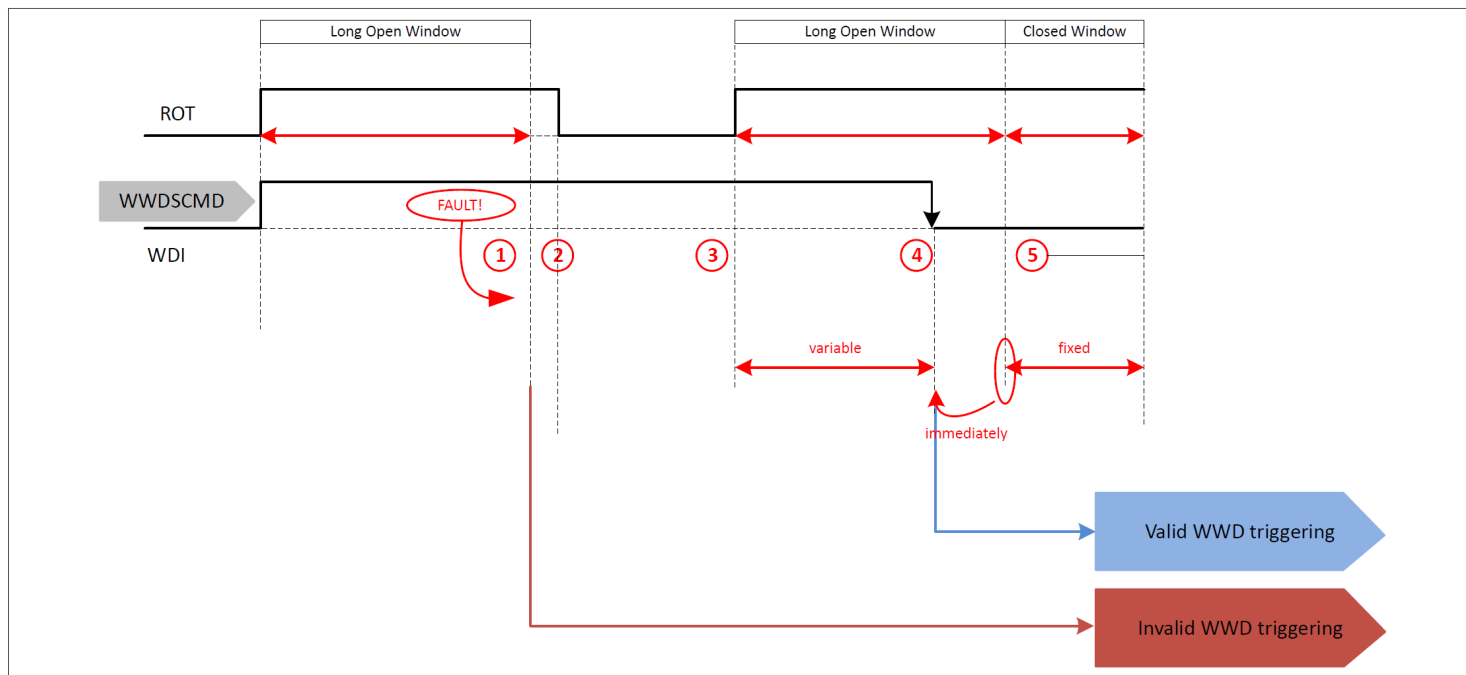 Long Open Window
Long Open Window
Closed Window
ROT
WWDSCMD
FAULT!
WDI
1
2
3
4
5
variable
fixed
immediately
Valid WWD triggering
Invalid WWD triggering